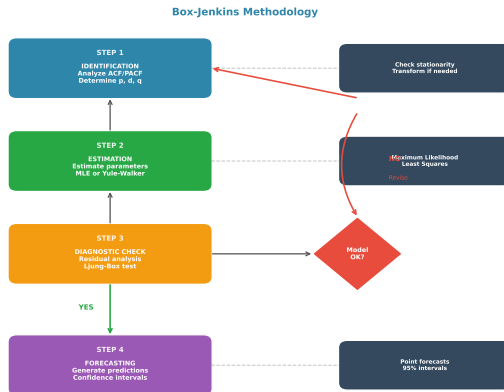 Box-Jenkins Methodology
STEP 1
IDENTIFICATION
Analyze ACF/PACF
Determine p, d, q
Check stationarity
Transform if needed
STEP 2
ESTIMATION
Estimate parameters
MLE or Yule-Walker
Maximum Likelihood
Least Squares
Revise
STEP 3
DIAGNOSTIC CHECK
Residual analysis
Ljung-Box test
Model
OK?
YES
STEP 4
FORECASTING
Generate predictions
Confidence intervals
Point forecasts
95% intervals